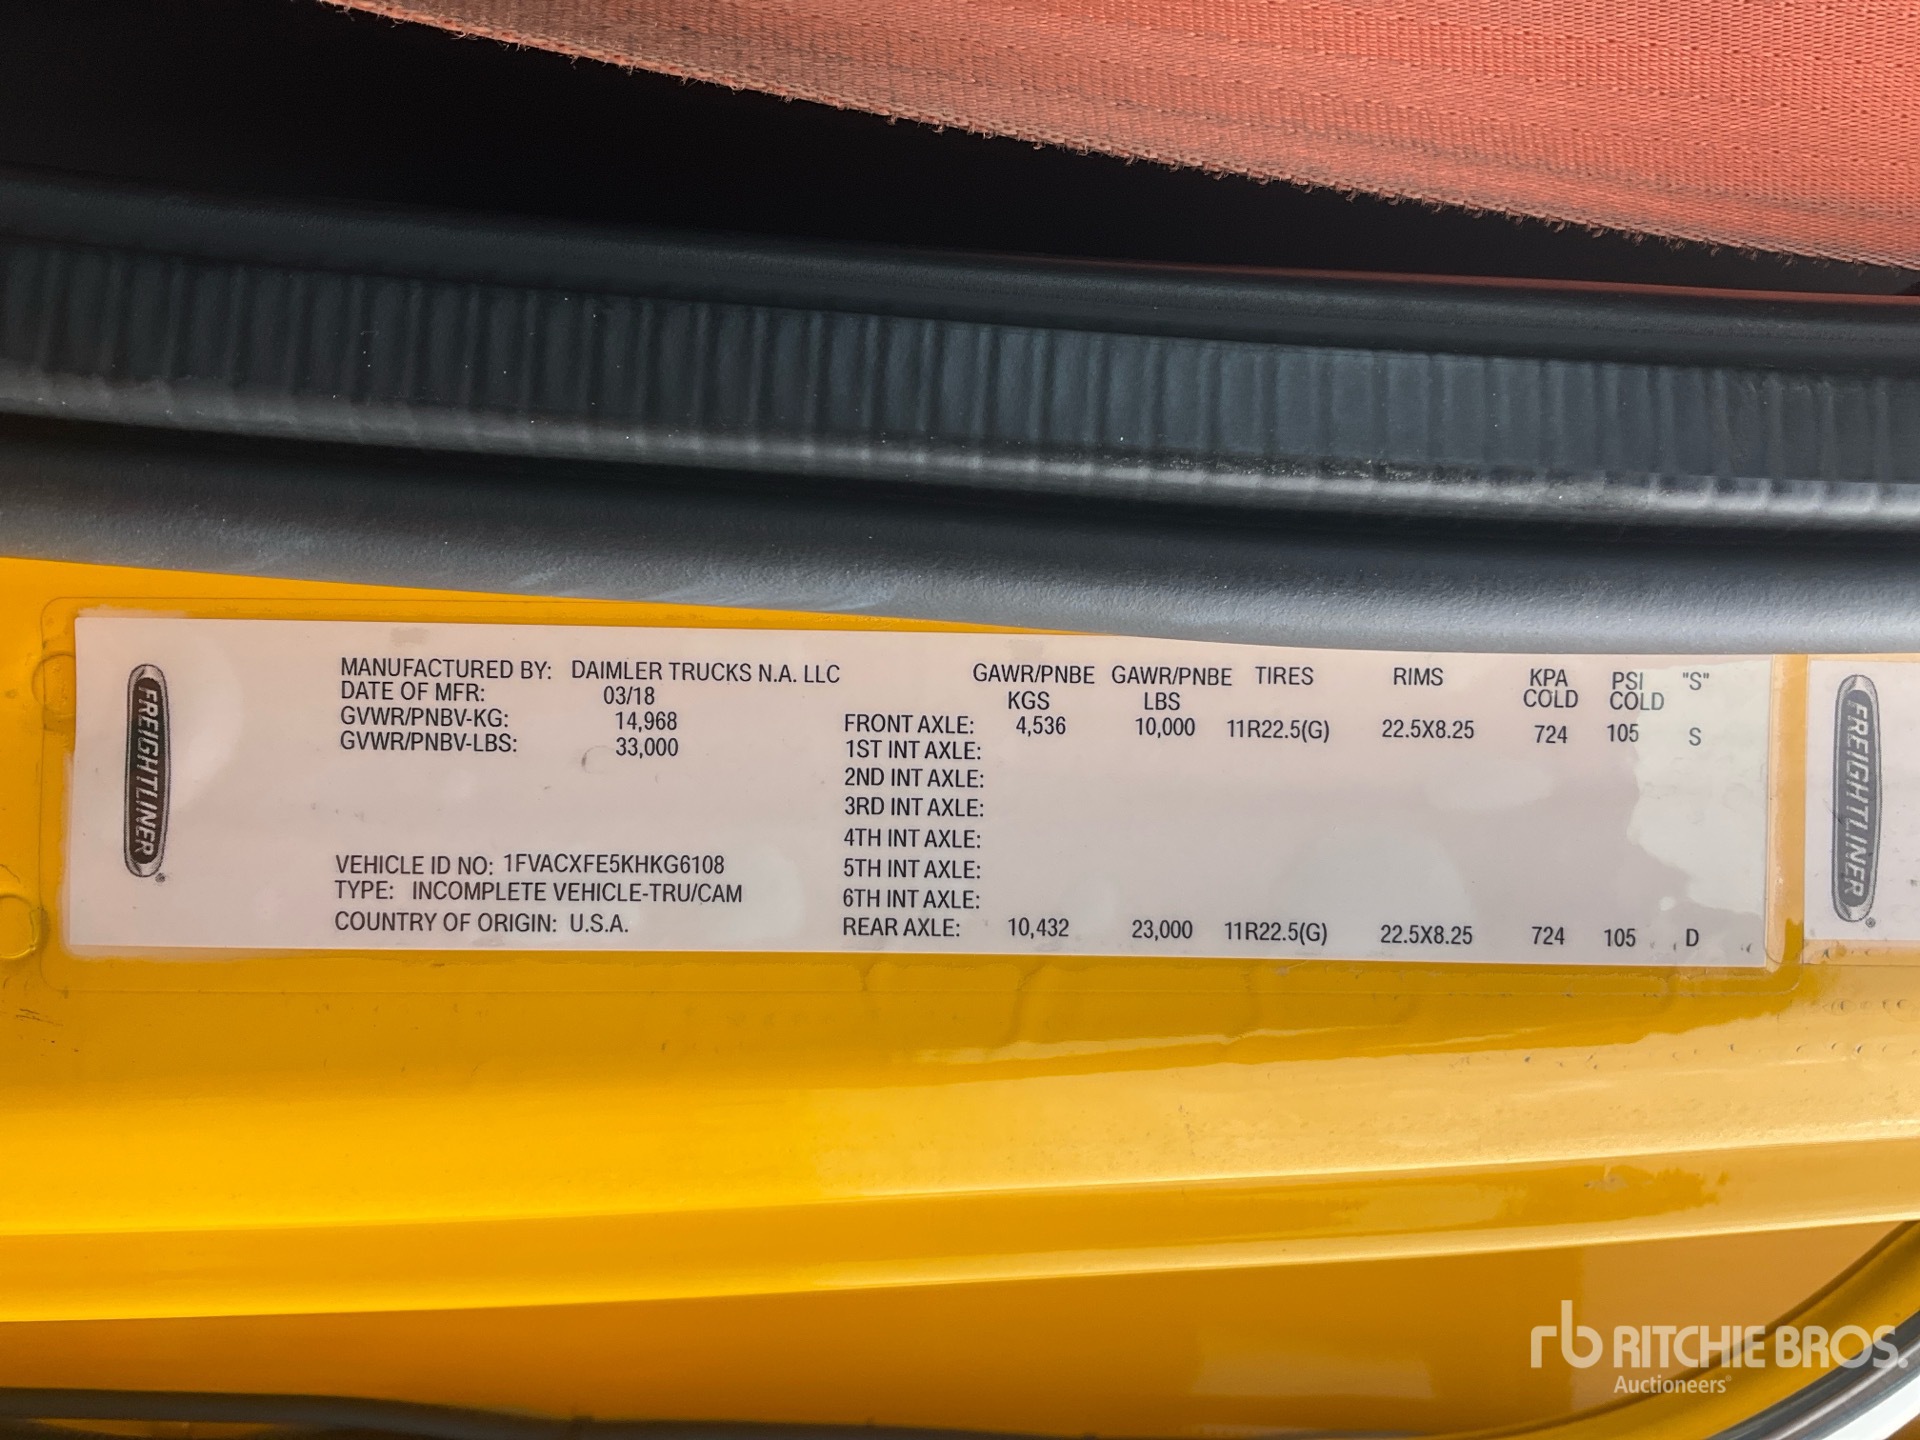 FREIGHTLINER®
MANUFACTURED BY: DAIMLER TRUCKS N.A. LLC
DATE OF MFR: 03/18
GVWR/PNBV-KG: 14,968
GVWR/PNBV-LBS: 33,000
VEHICLE ID NO: 1FVACXFE5KHKG6108
TYPE: INCOMPLETE VEHICLE-TRU/CAM
COUNTRY OF ORIGIN: U.S.A.
GAWR/PNBE GAWR/PNBE TIRES RIMS KPA PSI "S"
KGS LBS COLD COLD
FRONT AXLE: 4,536 10,000 11R22.5(G) 22.5X8.25 724 105 S
1ST INT AXLE:
2ND INT AXLE:
3RD INT AXLE:
4TH INT AXLE:
5TH INT AXLE:
6TH INT AXLE:
REAR AXLE: 10,432 23,000 11R22.5(G) 22.5X8.25 724 105 D
FREIGHTLINER®
rb RITCHIE BROS.
Auctioneers®